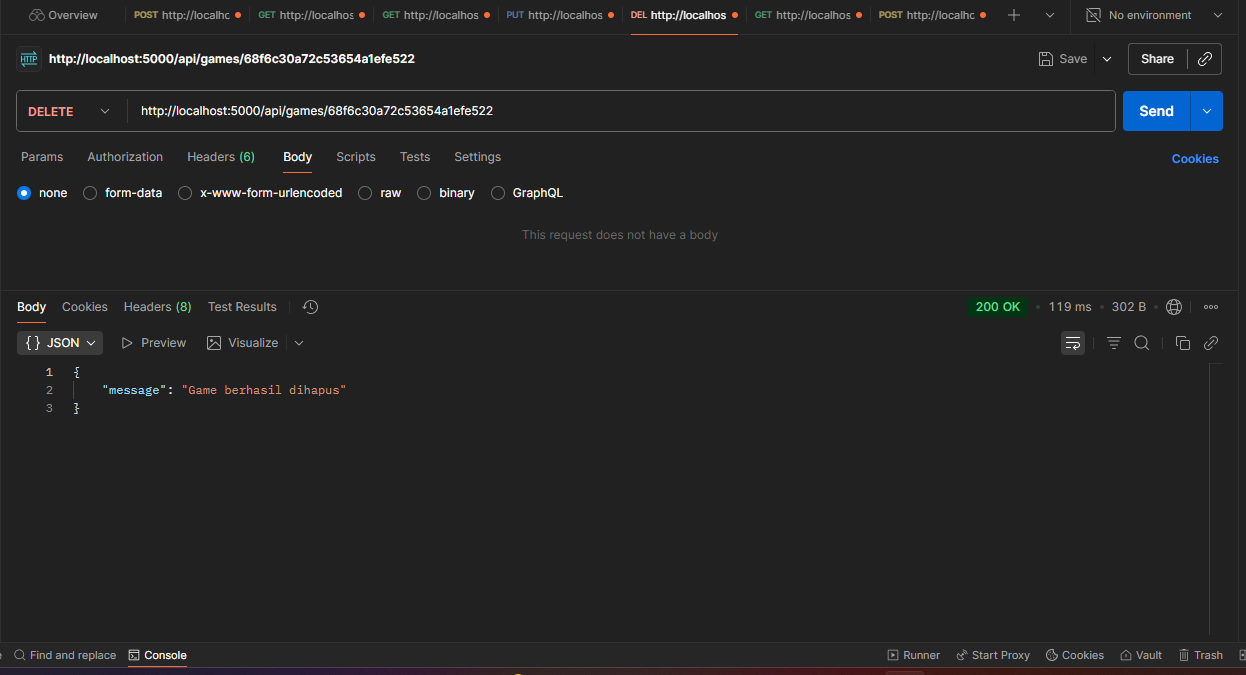 Overview POST http://localhc GET http://localhos GET http://localhos PUT http://localhos DEL http://localhos GET http://localhos POST http://localhc No environment
HTTP http://localhost:5000/api/games/68f6c30a72c53654a1efe522 Save Share
DELETE http://localhost:5000/api/games/68f6c30a72c53654a1efe522 Send
Params Authorization Headers (6) Body Scripts Tests Settings Cookies
none form-data x-www-form-urlencoded raw binary GraphQL
This request does not have a body
Body Cookies Headers (8) Test Results 200 OK • 119 ms • 302 B •
{ } JSON Preview Visualize
1 {
2 "message": "Game berhasil dihapus"
3 }
Find and replace Console Runner Start Proxy Cookies Vault Trash